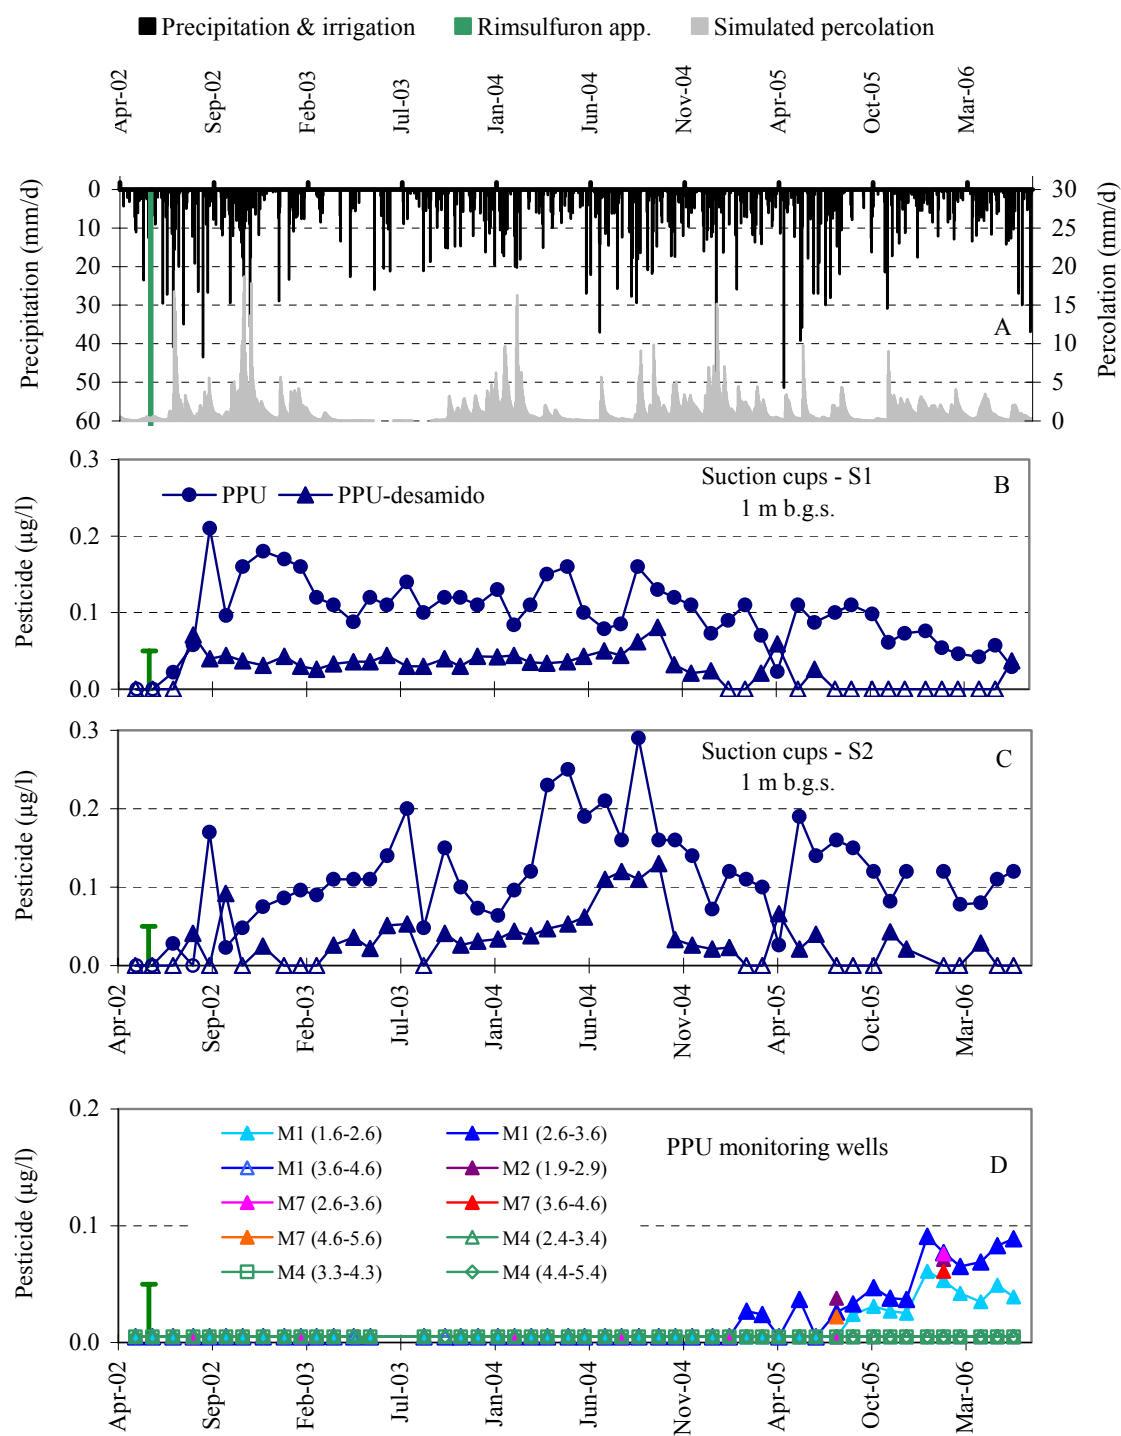 Precipitation & irrigation Rimsulfuron app. Simulated percolation
Apr-02 Sep-02 Feb-03 Jul-03 Jan-04 Jun-04 Nov-04 Apr-05 Oct-05 Mar-06
Precipitation (mm/d)
0
10
20
30
40
50
60
A
30
25
20
15
10
5
0
Percolation (mm/d)
Pesticide (µg/l)
0.3
0.2
0.1
0.0
PPU PPU-desamido
Suction cups - S1
1 m b.g.s.
B
Pesticide (µg/l)
0.3
0.2
0.1
0.0
Suction cups - S2
1 m b.g.s.
C
Apr-02 Sep-02 Feb-03 Jul-03 Jan-04 Jun-04 Nov-04 Apr-05 Oct-05 Mar-06
Pesticide (µg/l)
0.2
0.1
0.0
M1 (1.6-2.6) M1 (2.6-3.6)
M1 (3.6-4.6) M2 (1.9-2.9)
M7 (2.6-3.6) M7 (3.6-4.6)
M7 (4.6-5.6) M4 (2.4-3.4)
M4 (3.3-4.3) M4 (4.4-5.4)
PPU monitoring wells
D
Apr-02 Sep-02 Feb-03 Jul-03 Jan-04 Jun-04 Nov-04 Apr-05 Oct-05 Mar-06